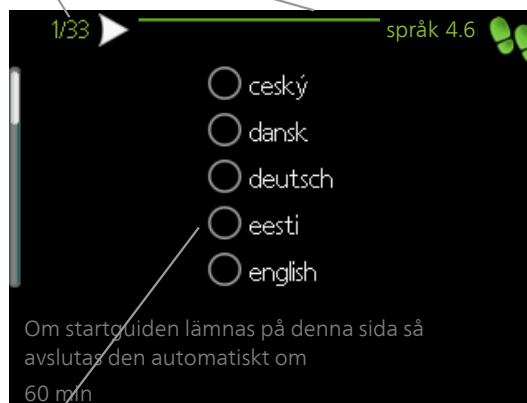 1/33 språk 4.6
ceský
dansk
deutsch
eesti
english
Om startguiden lämnas på denna sida så
avslutas den automatiskt om
60 min